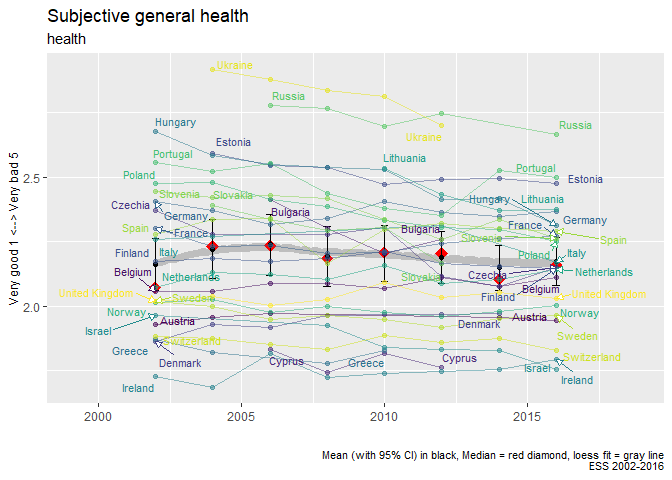 Subjective general health
health
Ukraine
Russia
Hungary
Russia
Estonia
Ukraine
Portugal
Lithuania
Poland
Portugal
2.5
Estonia
Slovenia
Slovakia
Hungary
Lithuania
Czechia
Germany
Bulgaria
Germany
Spain
France
Bulgaria
France
Slovenia
Spain
Finland
Italy
Poland
Italy
Belgium
Netherlands
Slovakia
Czechia
Netherlands
United Kingdom
Sweden
Finland
Belgium
United Kingdom
2.0
Norway
Austria
Austria
Norway
Israel
Denmark
Switzerland
Sweden
Greece
Switzerland
Denmark
Cyprus
Greece
Cyprus
Israel
Ireland
Ireland
Very good 1 <--> Very bad 5
2000
2005
2010
2015
Mean (with 95% CI) in black, Median = red diamond, loess fit = gray line
ESS 2002-2016